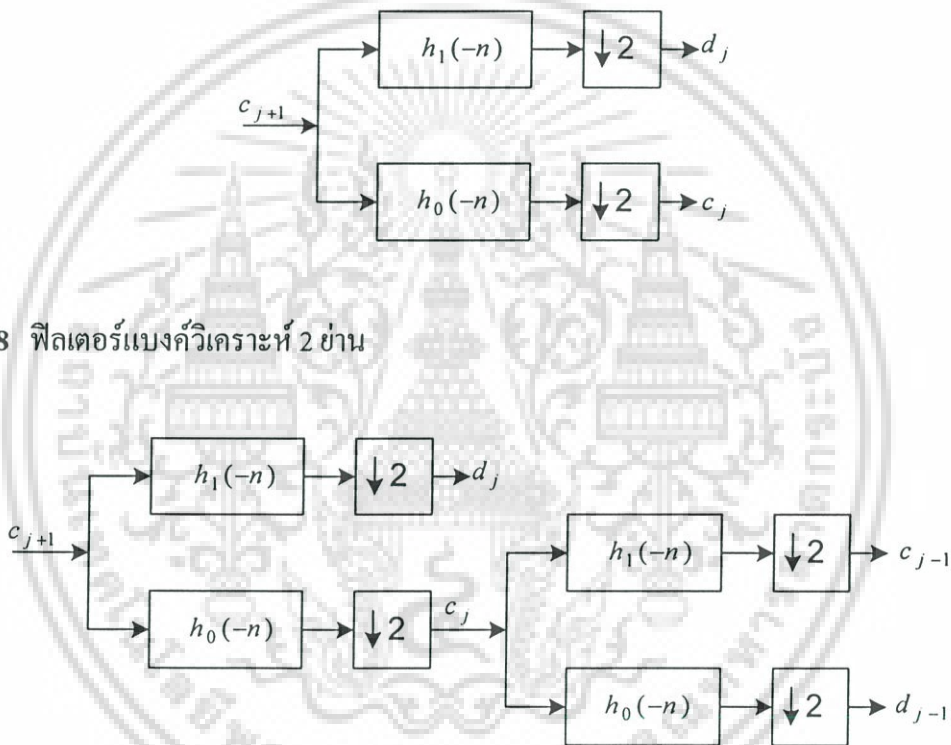 h₁(-n) ↓2 d_j
c_{j+1}
h₀(-n) ↓2 c_j
8 ฟิลเตอร์แบงค์วิเคราะห์ 2 ย่าน
h₁(-n) ↓2 d_j
c_{j+1} h₁(-n) ↓2 c_{j-1}
h₀(-n) ↓2 c_j
h₀(-n) ↓2 d_{j-1}